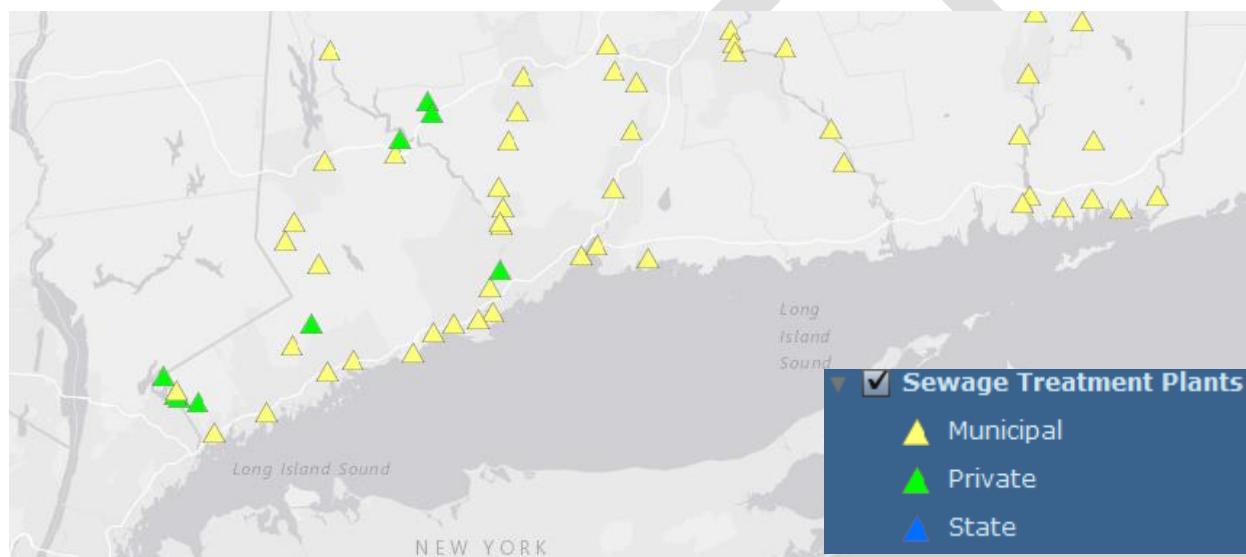 Long
Island
Sound
Long Island Sound
NEW YORK
Sewage Treatment Plants
Municipal
Private
State